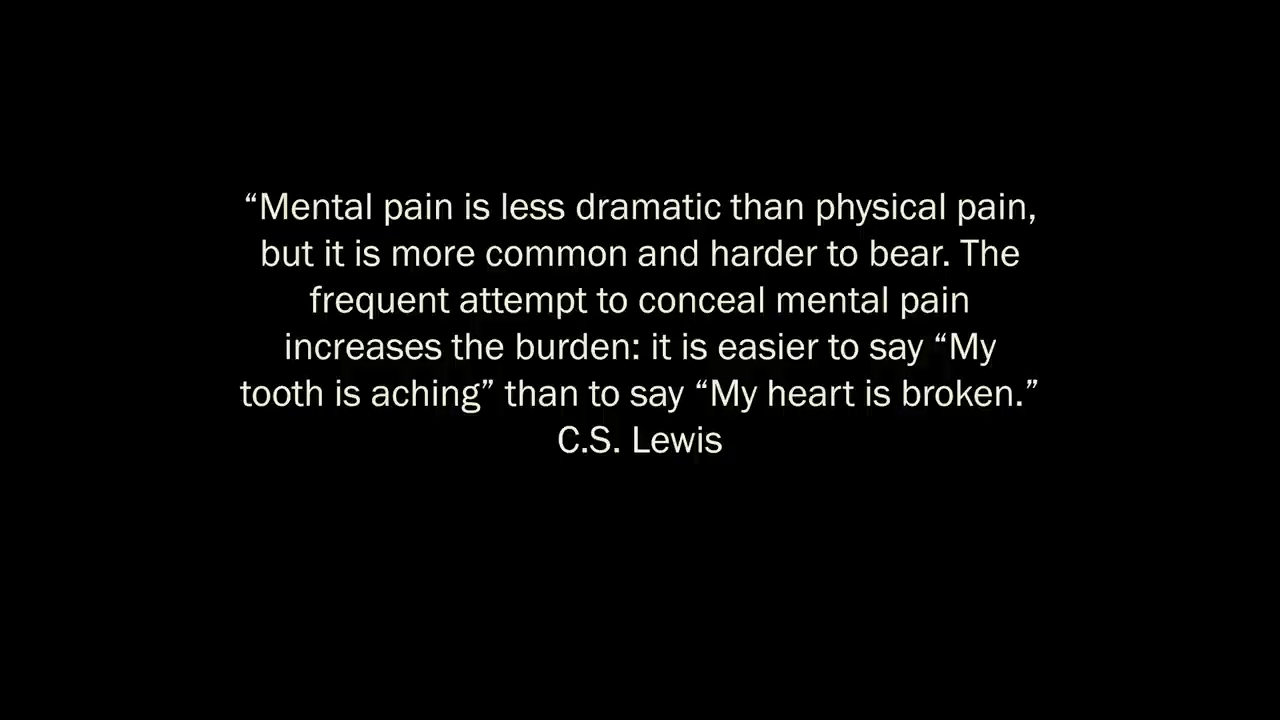 “Mental pain is less dramatic than physical pain,
but it is more common and harder to bear. The
frequent attempt to conceal mental pain
increases the burden: it is easier to say “My
tooth is aching” than to say “My heart is broken.”
C.S. Lewis